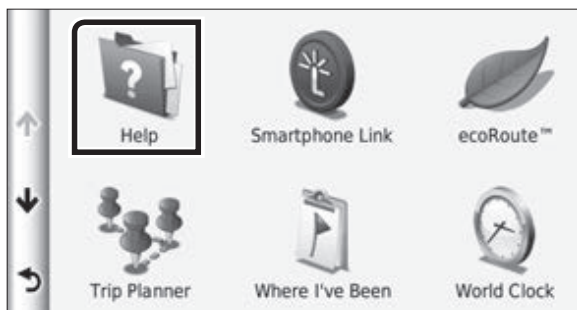 ?
Help
Smartphone Link
ecoRoute™
Trip Planner
Where I've Been
World Clock